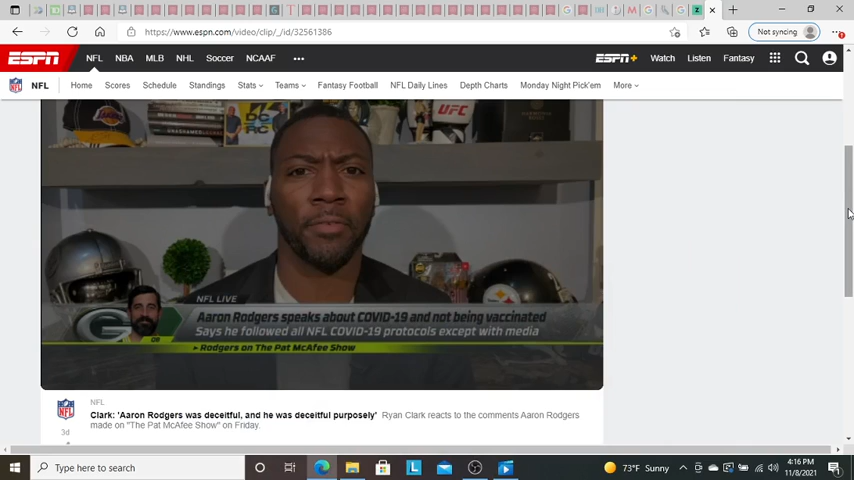 Not syncing
https://www.espn.com/video/clip/_/id/32561386
ESPN NFL NBA MLB NHL Soccer NCAAF ESPN+ Watch Listen Fantasy
NFL Home Scores Schedule Standings Stats Teams Fantasy Football NFL Daily Lines Depth Charts Monday Night Pick'em More
UFC
DC
RC
NFL LIVE
Aaron Rodgers speaks about COVID-19 and not being vaccinated
Says he followed all NFL COVID-19 protocols except with media
Rodgers on The Pat McAfee Show
QB
NFL
Clark: 'Aaron Rodgers was deceitful, and he was deceitful purposely' Ryan Clark reacts to the comments Aaron Rodgers
made on "The Pat McAfee Show" on Friday.
3d
Type here to search
73°F Sunny
4:16 PM
11/8/2021